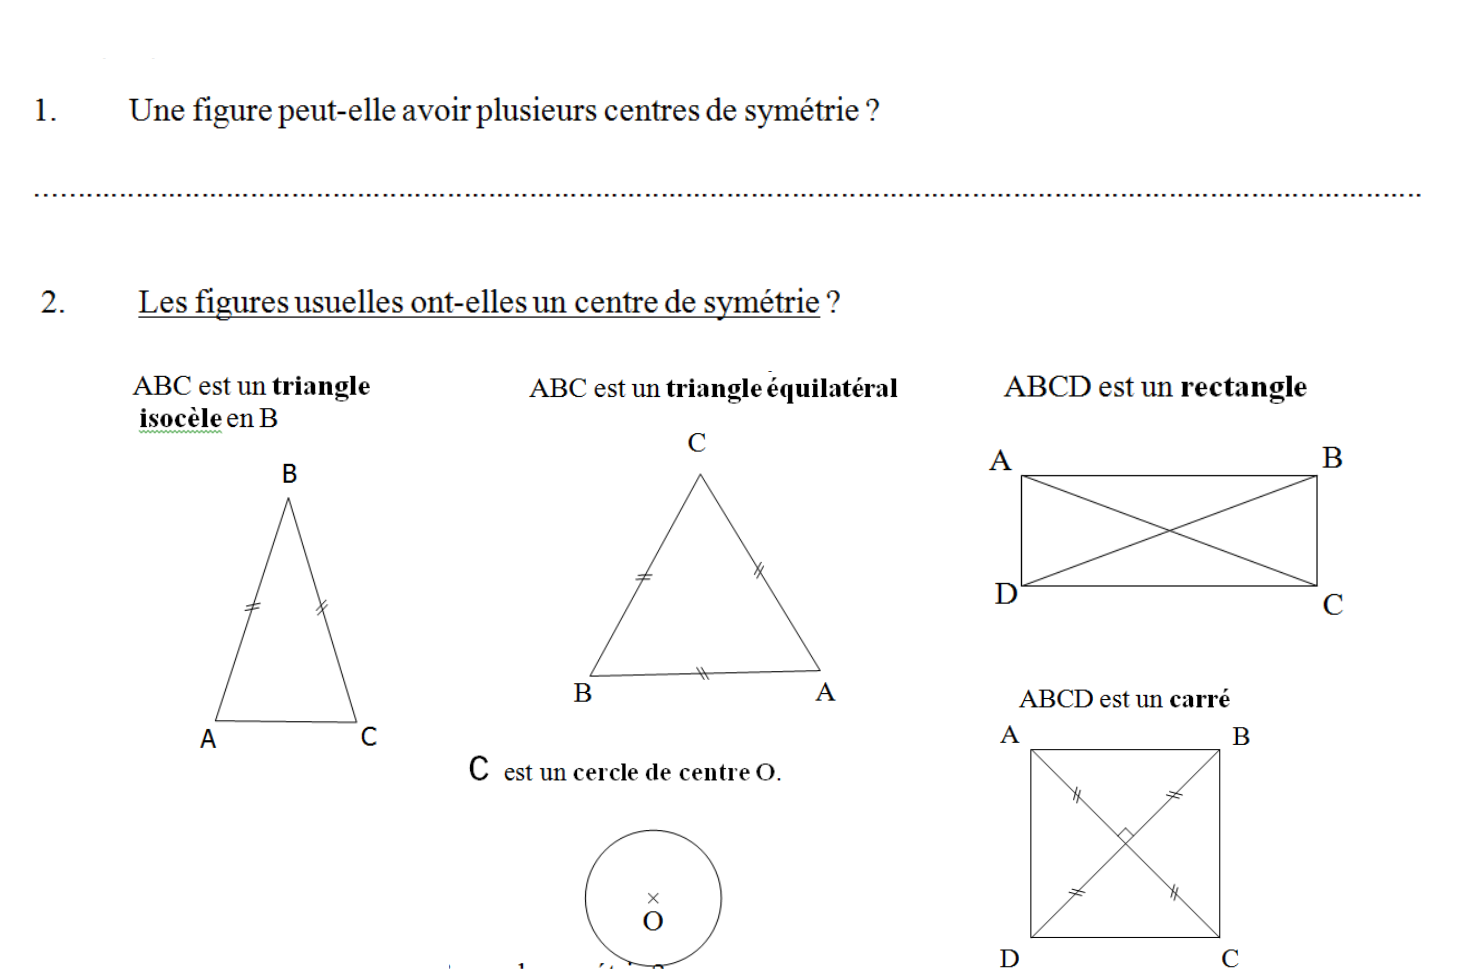 1. Une figure peut-elle avoir plusieurs centres de symétrie ?
........................................................................................................................
2. Les figures usuelles ont-elles un centre de symétrie ?
ABC est un triangle
isocèle en B
B
A
C
ABC est un triangle équilatéral
C
B
A
ABCD est un rectangle
A
B
D
C
C est un cercle de centre O.
O
ABCD est un carré
A
B
D
C